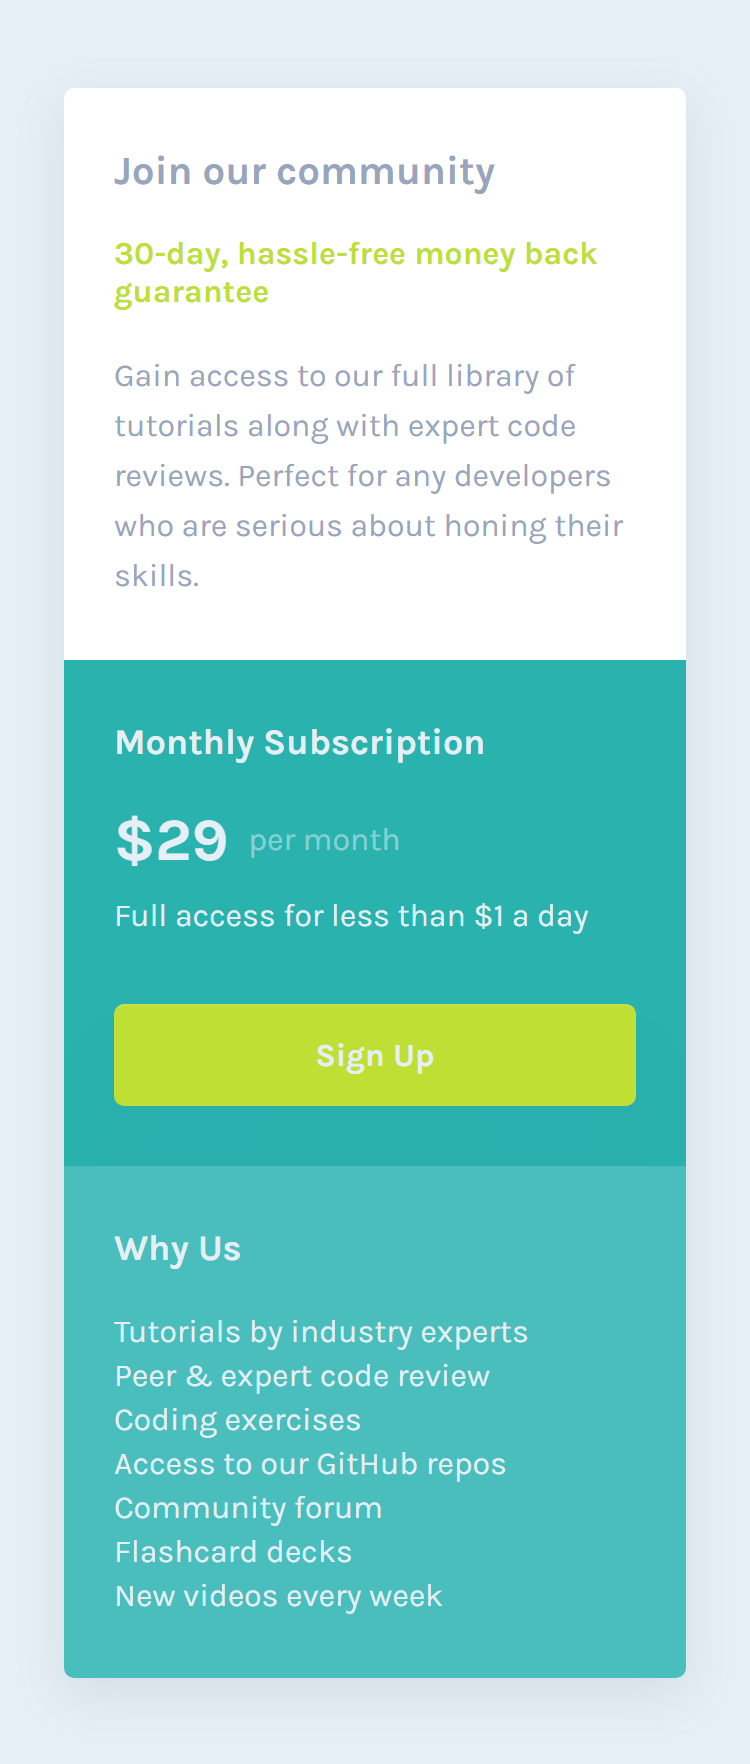 Join our community
30-day, hassle-free money back
guarantee
Gain access to our full library of
tutorials along with expert code
reviews. Perfect for any developers
who are serious about honing their
skills.
Monthly Subscription
$29 per month
Full access for less than $1 a day
Sign Up
Why Us
Tutorials by industry experts
Peer & expert code review
Coding exercises
Access to our GitHub repos
Community forum
Flashcard decks
New videos every week